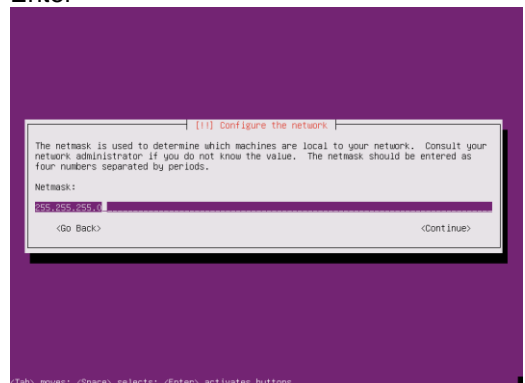 Enter
[!!] Configure the network
The netmask is used to determine which machines are local to your network.  Consult your
network administrator if you do not know the value.  The netmask should be entered as
four numbers separated by periods.
Netmask:
255.255.255.0
<Go Back> <Continue>
<Tab> moves; <Space> selects; <Enter> activates buttons